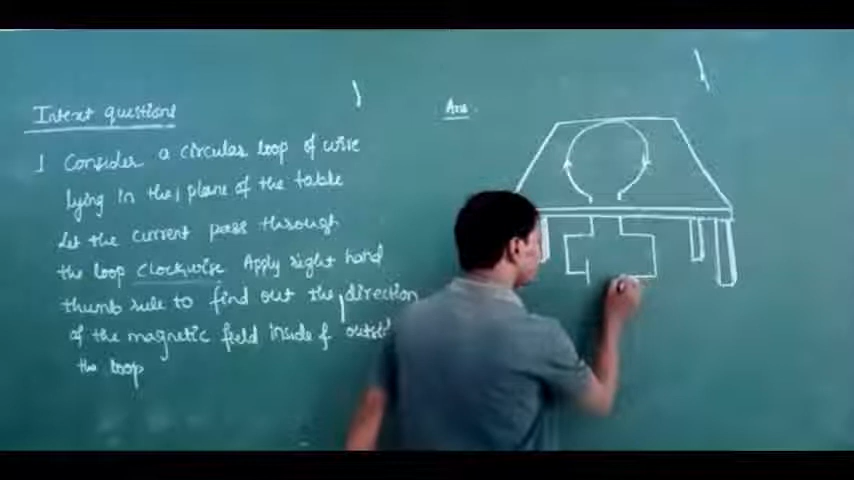 Intext questions
1 Consider a circular loop of wire
lying in the plane of the table
Let the current pass through
the loop clockwise Apply right hand
thumb rule to find out the direction
of the magnetic field inside &
the loop
Ans.